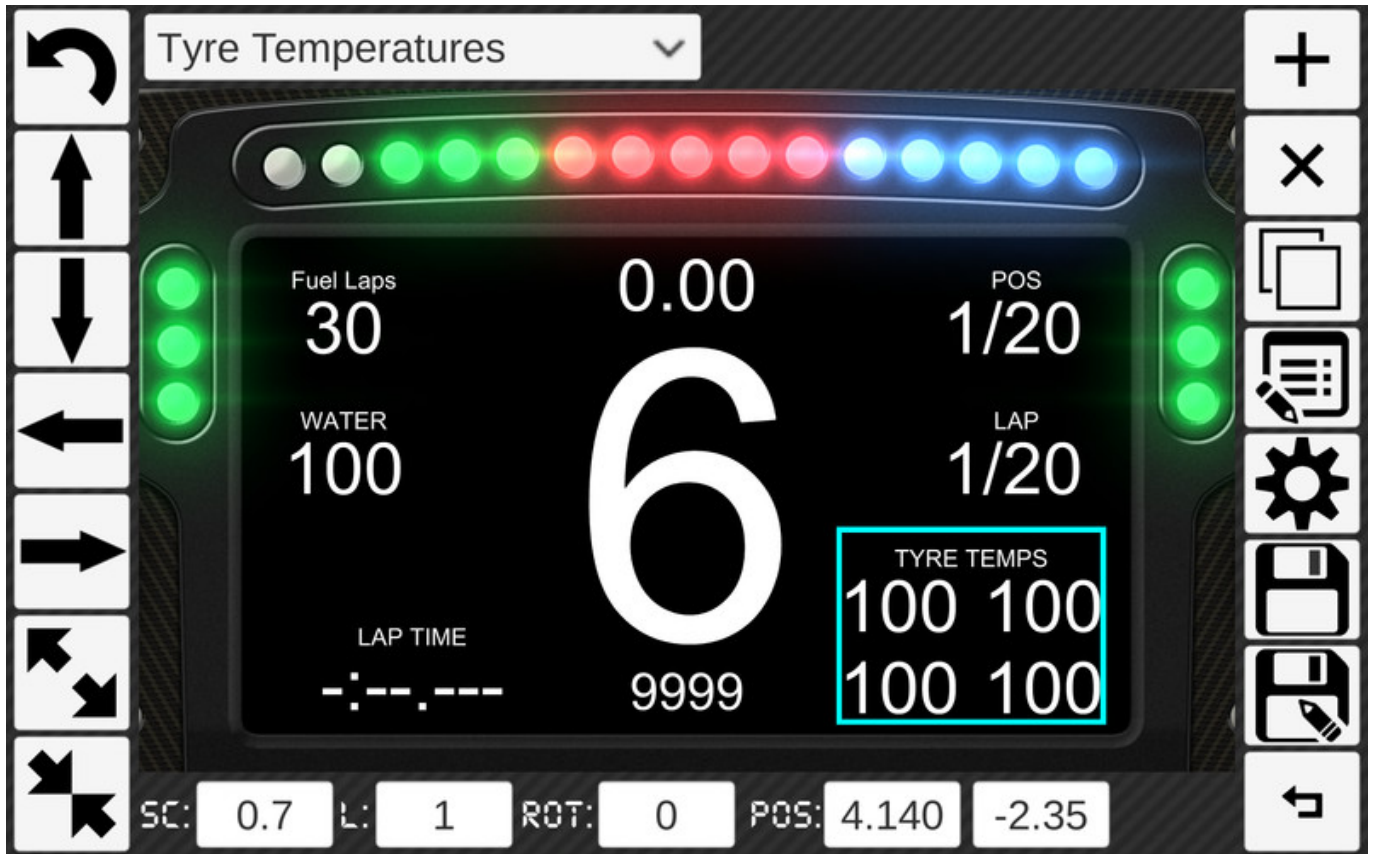 Tyre Temperatures
Fuel Laps
30
0.00
POS
1/20
WATER
100
6
LAP
1/20
LAP TIME
-:--.---
9999
TYRE TEMPS
100 100
100 100
SC: 0.7 L: 1 ROT: 0 POS: 4.140 -2.35